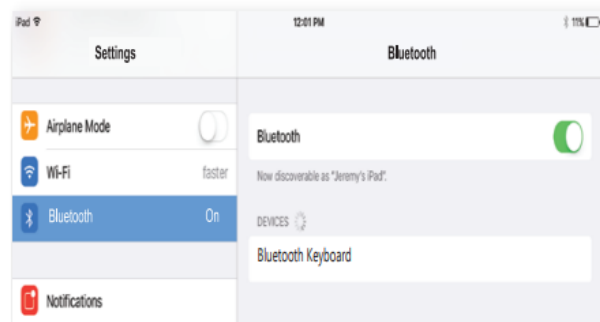 iPad 12:01 PM 11%
Settings Bluetooth
Airplane Mode
Bluetooth
Wi-Fi faster
Now discoverable as "Jeremy's iPad".
Bluetooth On
DEVICES
Bluetooth Keyboard
Notifications